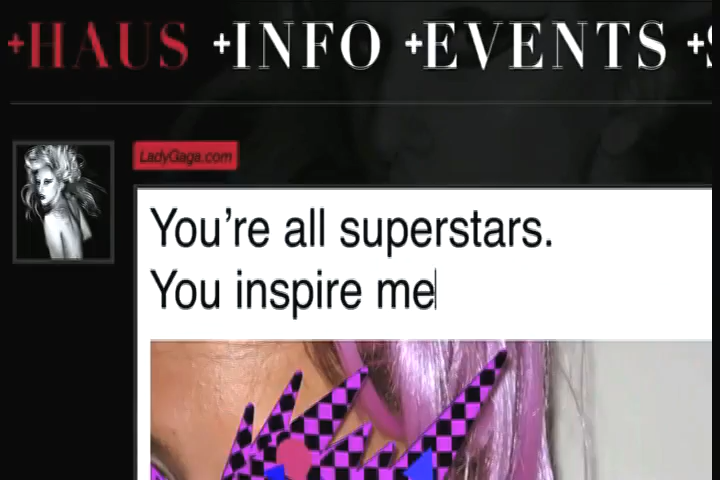 +HAUS +INFO +EVENTS +S
LadyGaga.com
You're all superstars.
You inspire me